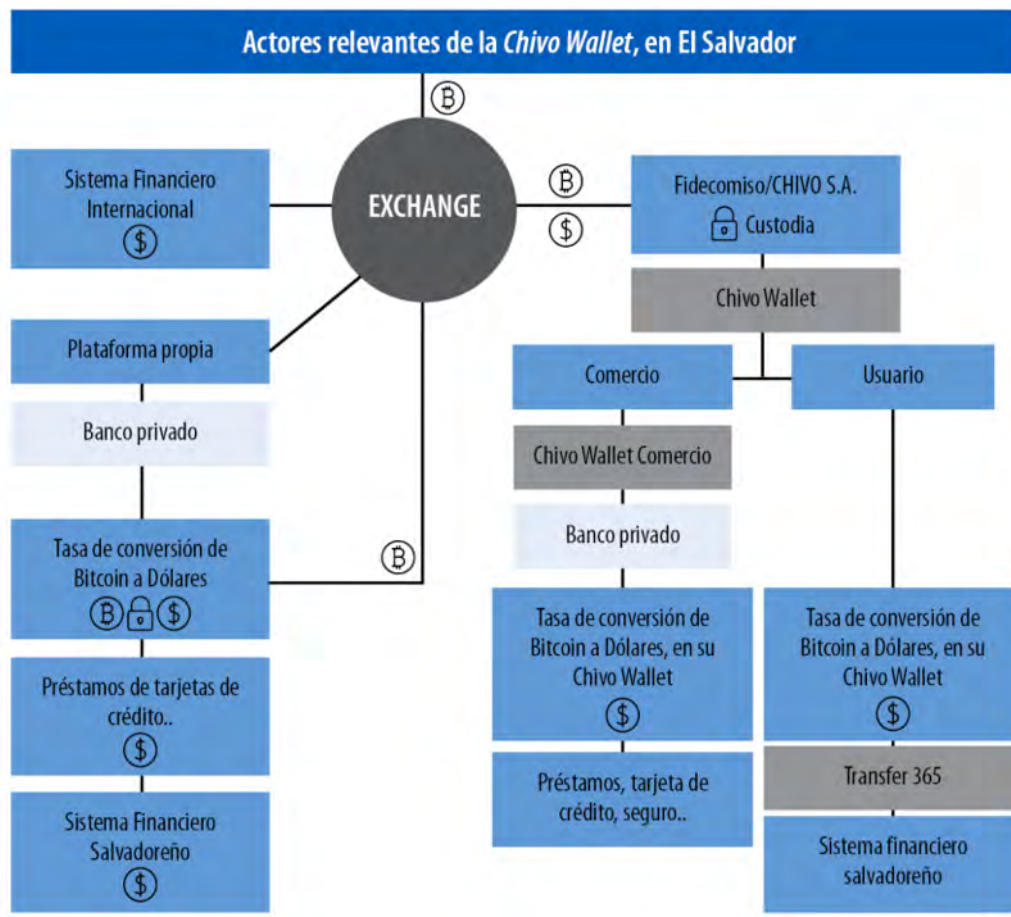 Actores relevantes de la Chivo Wallet, en El Salvador
Sistema Financiero
Internacional
$
EXCHANGE
₿
₿
$
Fidecomiso/CHIVO S.A.
Custodia
Chivo Wallet
Plataforma propia
Banco privado
Tasa de conversión de
Bitcoin a Dólares
₿ $
₿
Préstamos de tarjetas de
crédito..
$
Sistema Financiero
Salvadoreño
$
Comercio
Chivo Wallet Comercio
Banco privado
Tasa de conversión de
Bitcoin a Dólares, en su
Chivo Wallet
$
Préstamos, tarjeta de
crédito, seguro..
Usuario
Tasa de conversión de
Bitcoin a Dólares, en su
Chivo Wallet
$
Transfer 365
Sistema financiero
salvadoreño